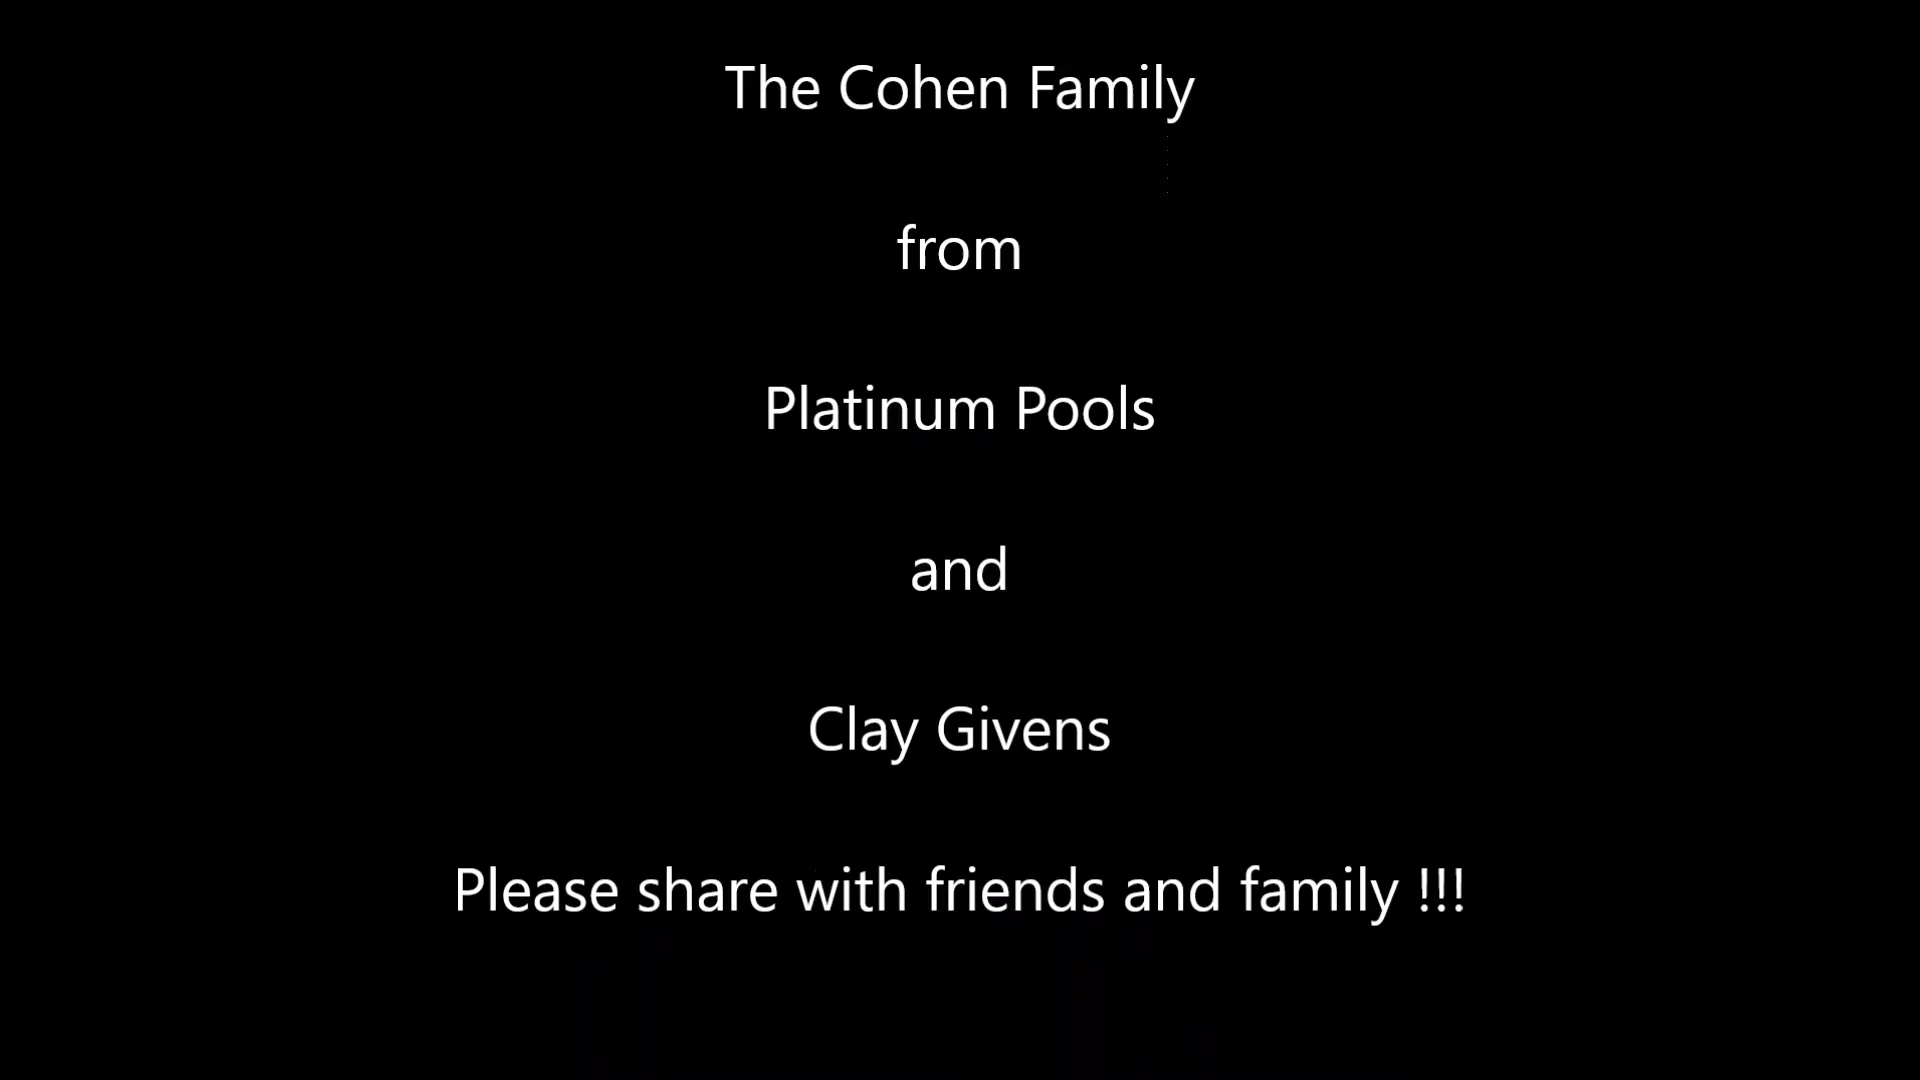 The Cohen Family
from
Platinum Pools
and
Clay Givens
Please share with friends and family !!!